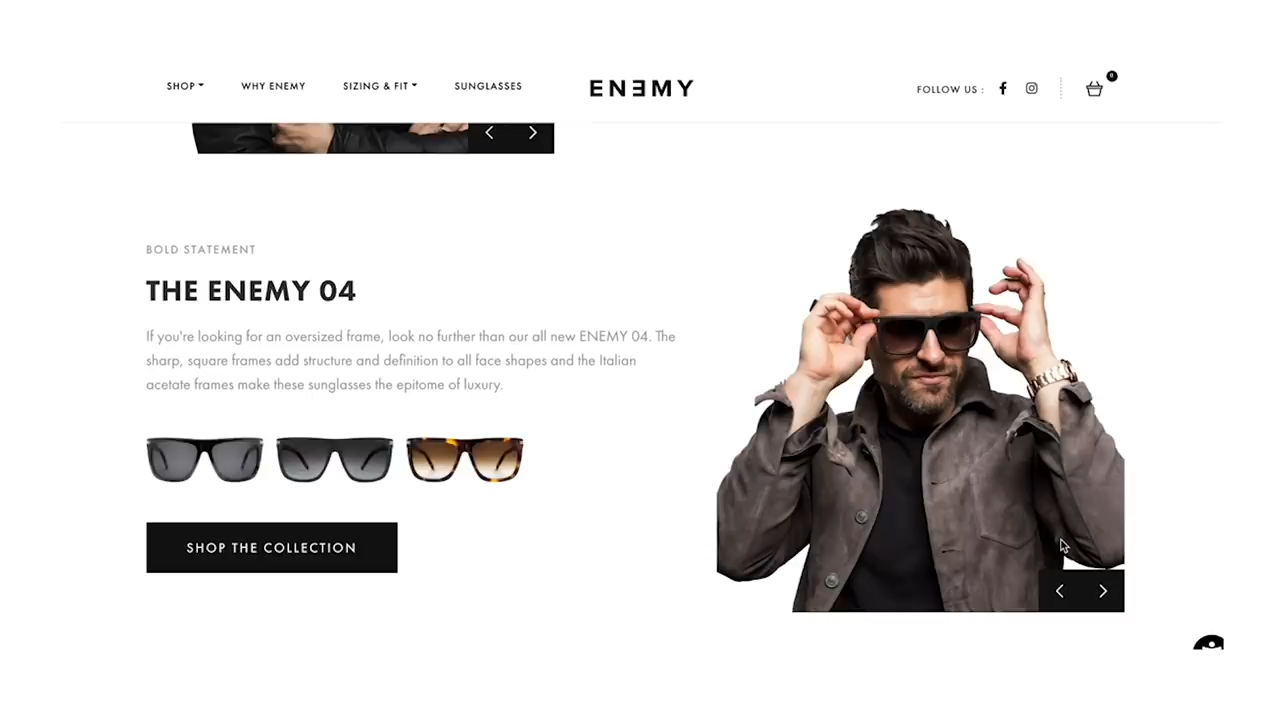 SHOP
WHY ENEMY
SIZING & FIT
SUNGLASSES
ENƎMY
FOLLOW US :
0
BOLD STATEMENT
THE ENEMY 04
If you're looking for an oversized frame, look no further than our all new ENEMY 04. The
sharp, square frames add structure and definition to all face shapes and the Italian
acetate frames make these sunglasses the epitome of luxury.
SHOP THE COLLECTION